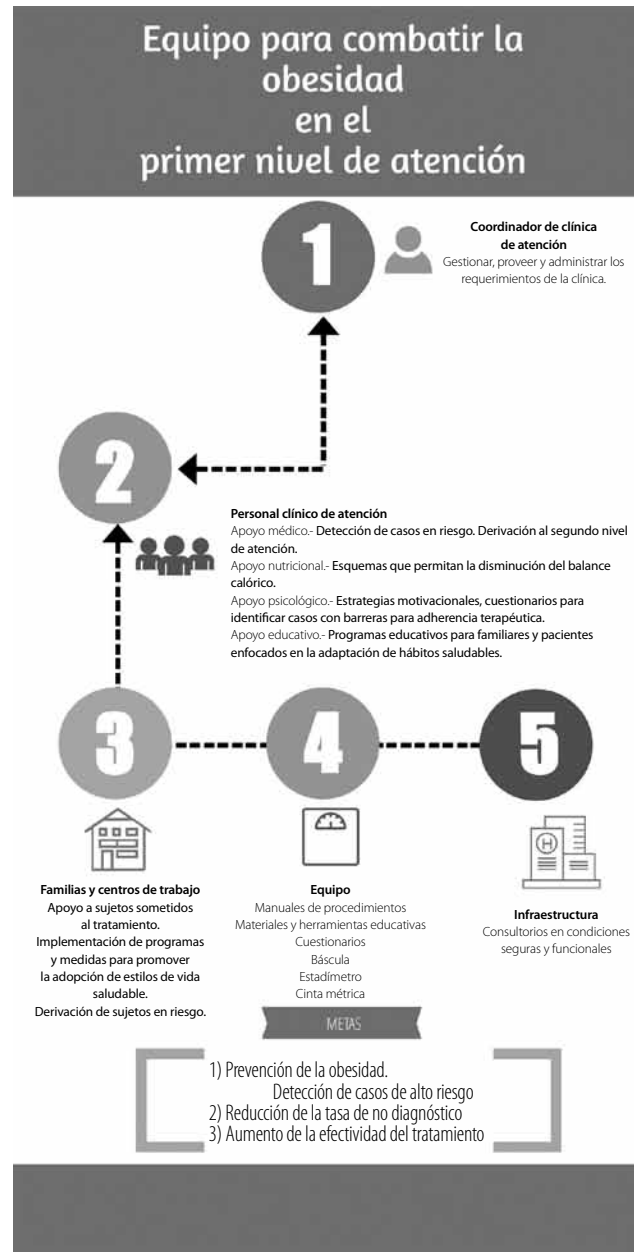 Equipo para combatir la
obesidad
en el
primer nivel de atención
1
Coordinador de clínica
de atención
Gestionar, proveer y administrar los
requerimientos de la clínica.
2
Personal clínico de atención
Apoyo médico.- Detección de casos en riesgo. Derivación al segundo nivel
de atención.
Apoyo nutricional.- Esquemas que permitan la disminución del balance
calórico.
Apoyo psicológico.- Estrategias motivacionales, cuestionarios para
identificar casos con barreras para adherencia terapéutica.
Apoyo educativo.- Programas educativos para familiares y pacientes
enfocados en la adaptación de hábitos saludables.
3
4
5
H
Familias y centros de trabajo
Apoyo a sujetos sometidos
al tratamiento.
Implementación de programas
y medidas para promover
la adopción de estilos de vida
saludable.
Derivación de sujetos en riesgo.
Equipo
Manuales de procedimientos
Materiales y herramientas educativas
Cuestionarios
Báscula
Estadímetro
Cinta métrica
Infraestructura
Consultorios en condiciones
seguras y funcionales
METAS
1) Prevención de la obesidad.
Detección de casos de alto riesgo
2) Reducción de la tasa de no diagnóstico
3) Aumento de la efectividad del tratamiento